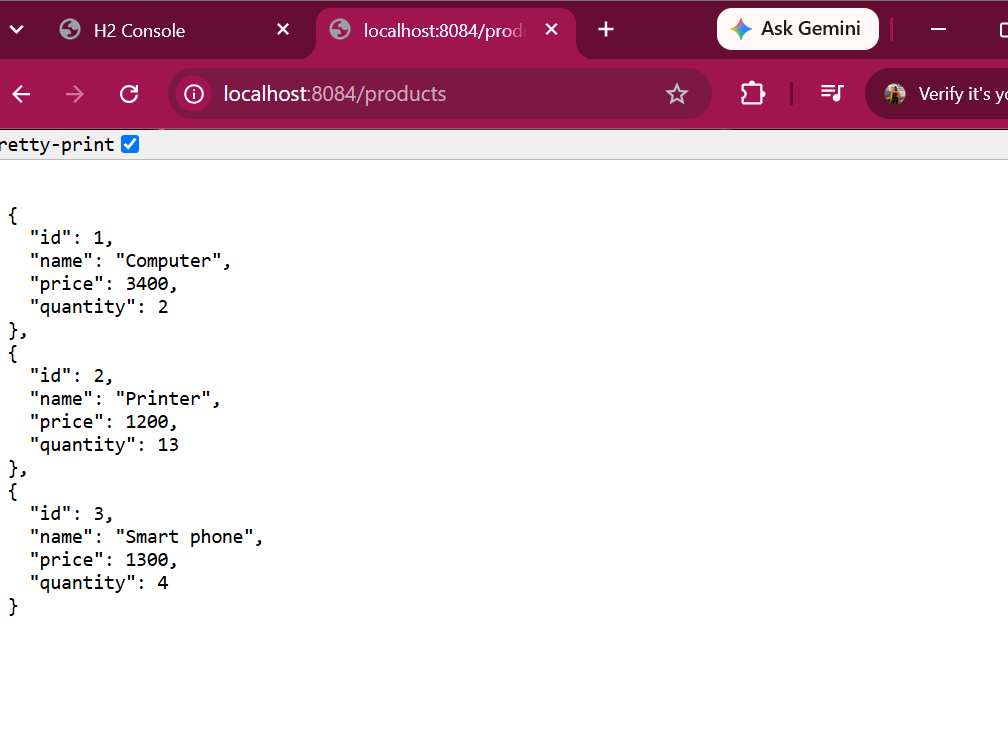 H2 Console
localhost:8084/prod
Ask Gemini
localhost:8084/products
Verify it's yo
retty-print
{
"id": 1,
"name": "Computer",
"price": 3400,
"quantity": 2
},
{
"id": 2,
"name": "Printer",
"price": 1200,
"quantity": 13
},
{
"id": 3,
"name": "Smart phone",
"price": 1300,
"quantity": 4
}